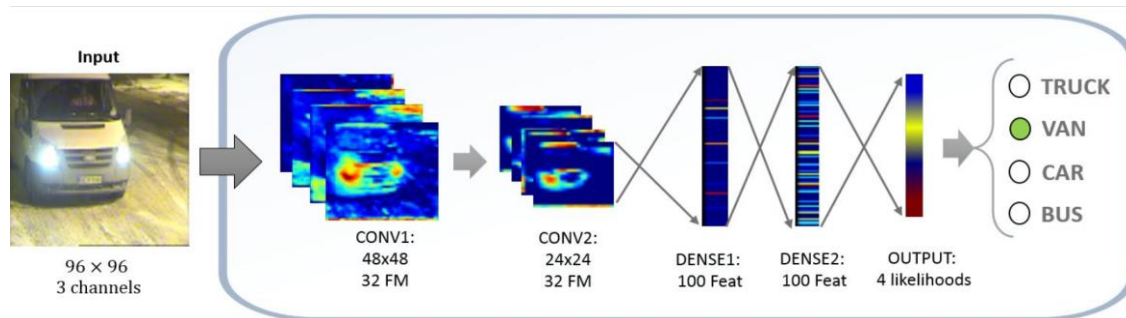 Input
96 × 96
3 channels
CONV1:
48x48
32 FM
CONV2:
24x24
32 FM
DENSE1:
100 Feat
DENSE2:
100 Feat
OUTPUT:
4 likelihoods
TRUCK
VAN
CAR
BUS